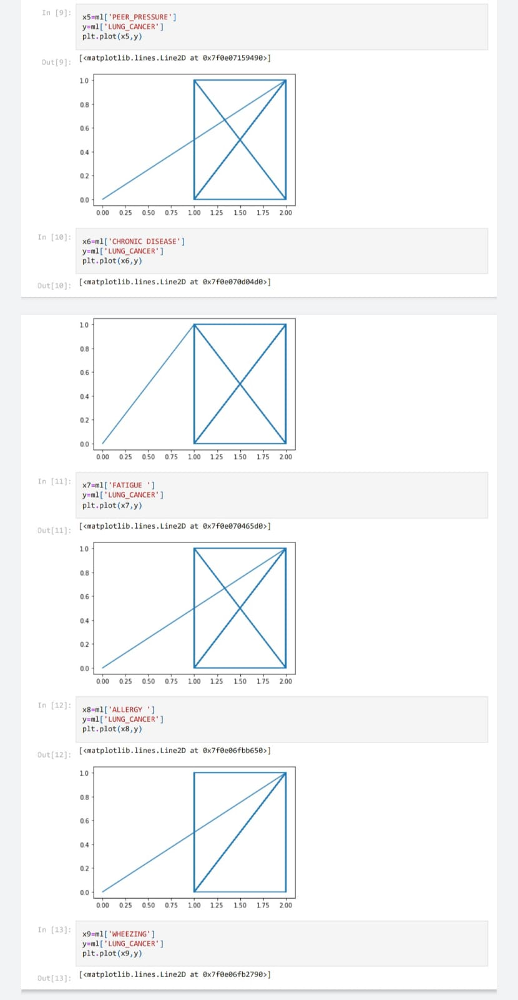 In [9]:
x5=ml['PEER_PRESSURE']
y=ml['LUNG_CANCER']
plt.plot(x5,y)
Out[9]:
[<matplotlib.lines.Line2D at 0x7f0e07159490>]
1.0
0.8
0.6
0.4
0.2
0.0
0.00 0.25 0.50 0.75 1.00 1.25 1.50 1.75 2.00
In [10]:
x6=ml['CHRONIC DISEASE']
y=ml['LUNG_CANCER']
plt.plot(x6,y)
Out[10]:
[<matplotlib.lines.Line2D at 0x7f0e070d04d0>]
1.0
0.8
0.6
0.4
0.2
0.0
0.00 0.25 0.50 0.75 1.00 1.25 1.50 1.75 2.00
In [11]:
x7=ml['FATIGUE ']
y=ml['LUNG_CANCER']
plt.plot(x7,y)
Out[11]:
[<matplotlib.lines.Line2D at 0x7f0e070465d0>]
1.0
0.8
0.6
0.4
0.2
0.0
0.00 0.25 0.50 0.75 1.00 1.25 1.50 1.75 2.00
In [12]:
x8=ml['ALLERGY ']
y=ml['LUNG_CANCER']
plt.plot(x8,y)
Out[12]:
[<matplotlib.lines.Line2D at 0x7f0e06fbb650>]
1.0
0.8
0.6
0.4
0.2
0.0
0.00 0.25 0.50 0.75 1.00 1.25 1.50 1.75 2.00
In [13]:
x9=ml['WHEEZING']
y=ml['LUNG_CANCER']
plt.plot(x9,y)
Out[13]:
[<matplotlib.lines.Line2D at 0x7f0e06fb2790>]